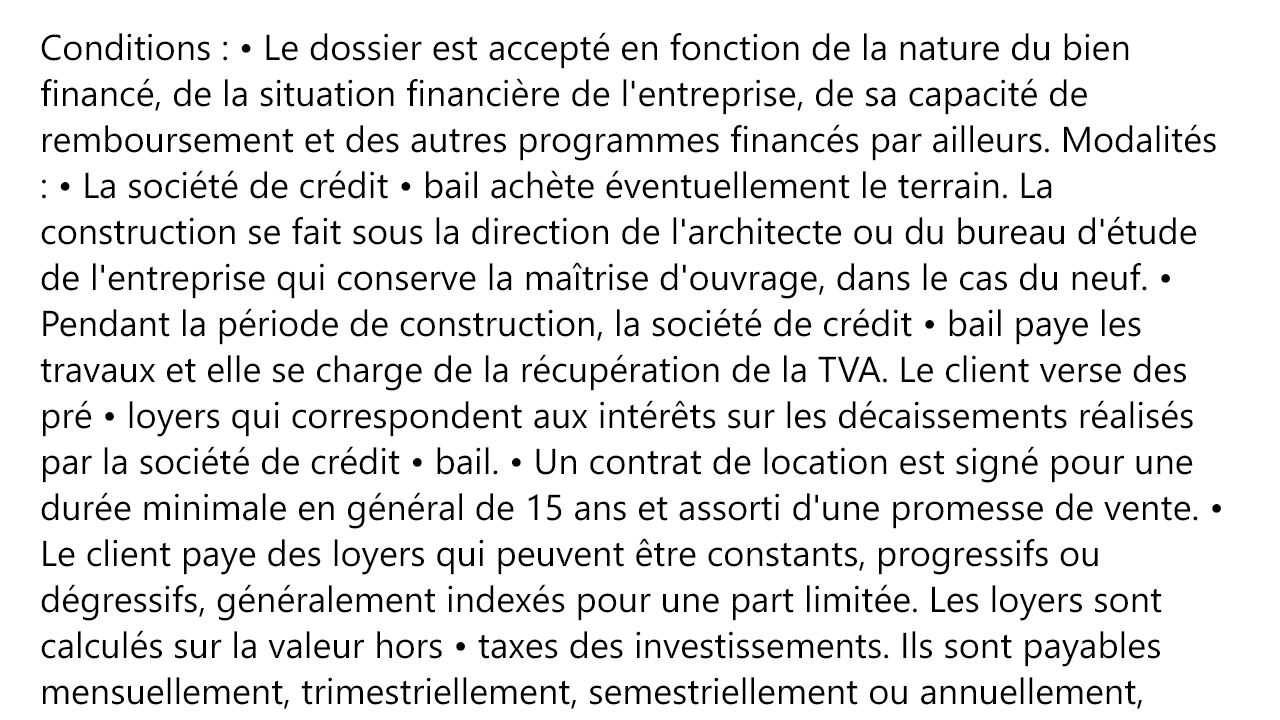 Conditions : • Le dossier est accepté en fonction de la nature du bien
financé, de la situation financière de l'entreprise, de sa capacité de
remboursement et des autres programmes financés par ailleurs. Modalités
: • La société de crédit • bail achète éventuellement le terrain. La
construction se fait sous la direction de l'architecte ou du bureau d'étude
de l'entreprise qui conserve la maîtrise d'ouvrage, dans le cas du neuf. •
Pendant la période de construction, la société de crédit • bail paye les
travaux et elle se charge de la récupération de la TVA. Le client verse des
pré • loyers qui correspondent aux intérêts sur les décaissements réalisés
par la société de crédit • bail. • Un contrat de location est signé pour une
durée minimale en général de 15 ans et assorti d'une promesse de vente. •
Le client paye des loyers qui peuvent être constants, progressifs ou
dégressifs, généralement indexés pour une part limitée. Les loyers sont
calculés sur la valeur hors • taxes des investissements. Ils sont payables
mensuellement, trimestriellement, semestriellement ou annuellement,